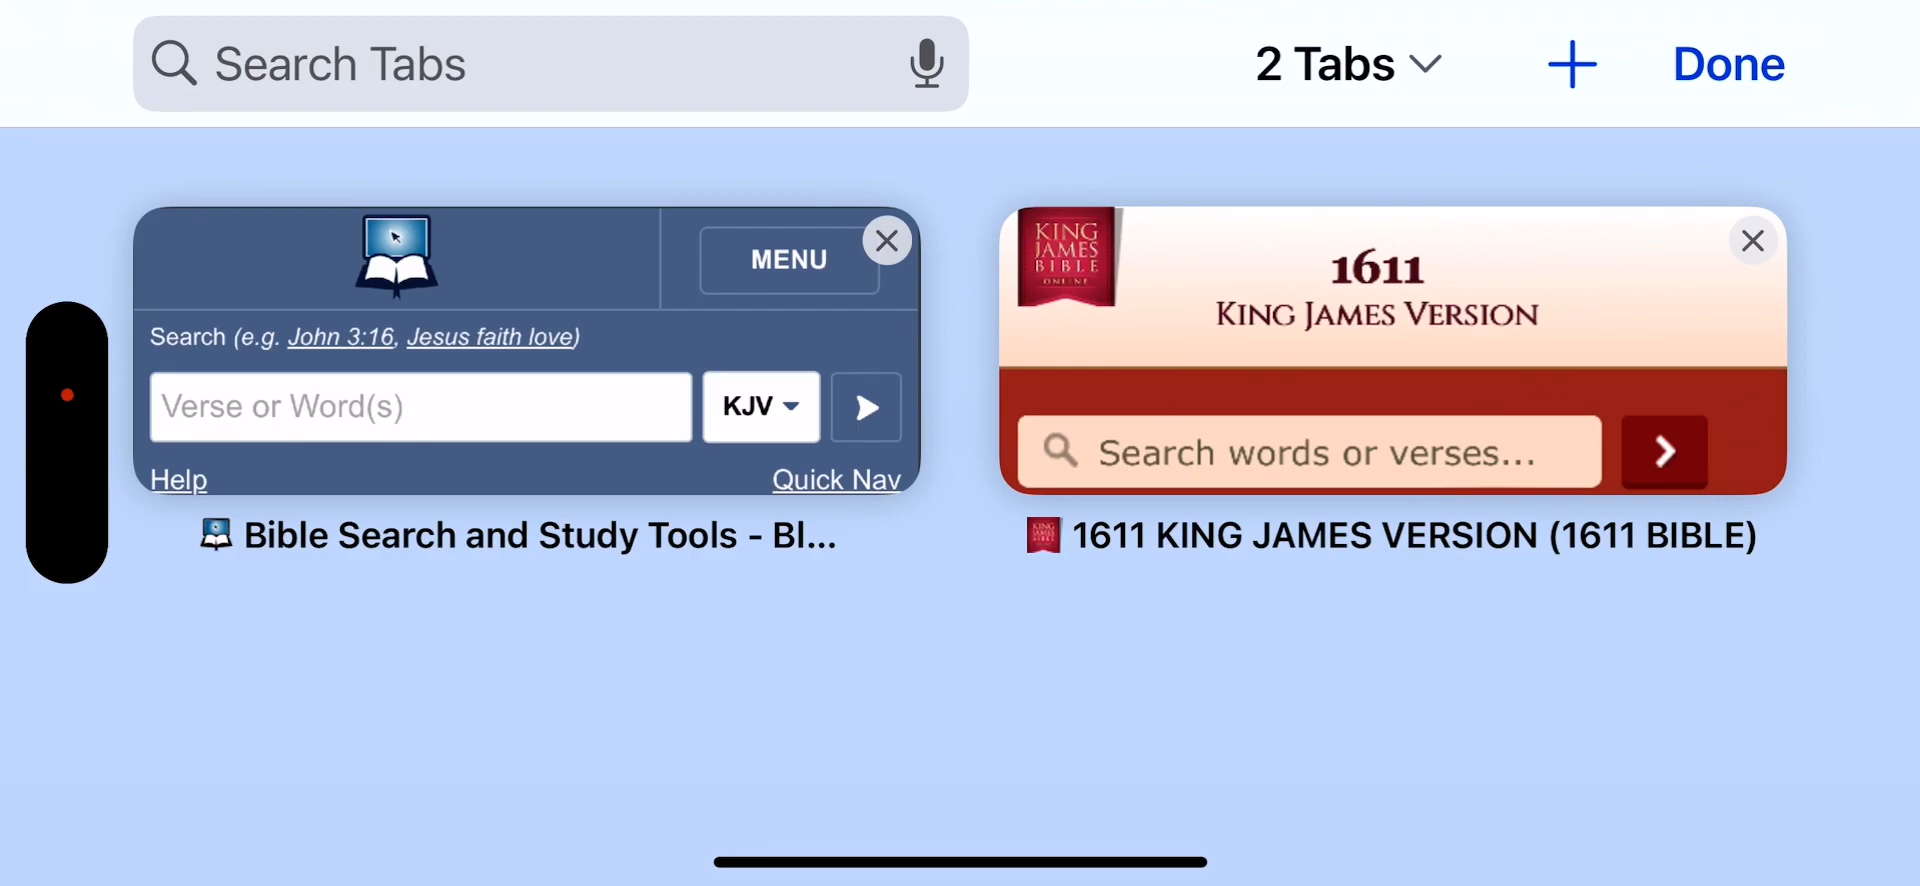 Search Tabs
2 Tabs
Done
MENU
Search (e.g. John 3:16, Jesus faith love)
Verse or Word(s)
KJV
Help
Quick Nav
Bible Search and Study Tools - Bl...
KING
JAMES
BIBLE
ONLINE
1611
KING JAMES VERSION
Search words or verses...
1611 KING JAMES VERSION (1611 BIBLE)